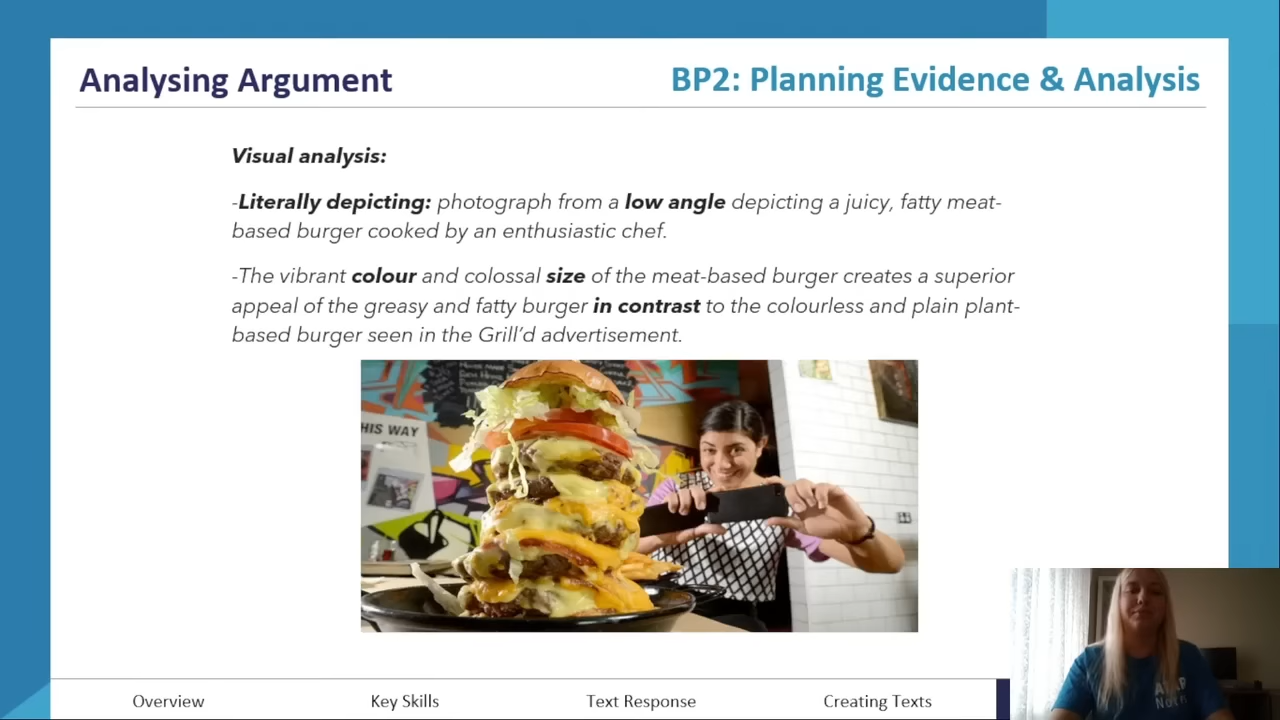 Analysing Argument
BP2: Planning Evidence & Analysis
Visual analysis:
-Literally depicting: photograph from a low angle depicting a juicy, fatty meat-
based burger cooked by an enthusiastic chef.
-The vibrant colour and colossal size of the meat-based burger creates a superior
appeal of the greasy and fatty burger in contrast to the colourless and plain plant-
based burger seen in the Grill’d advertisement.
HIS WAY
Overview
Key Skills
Text Response
Creating Texts